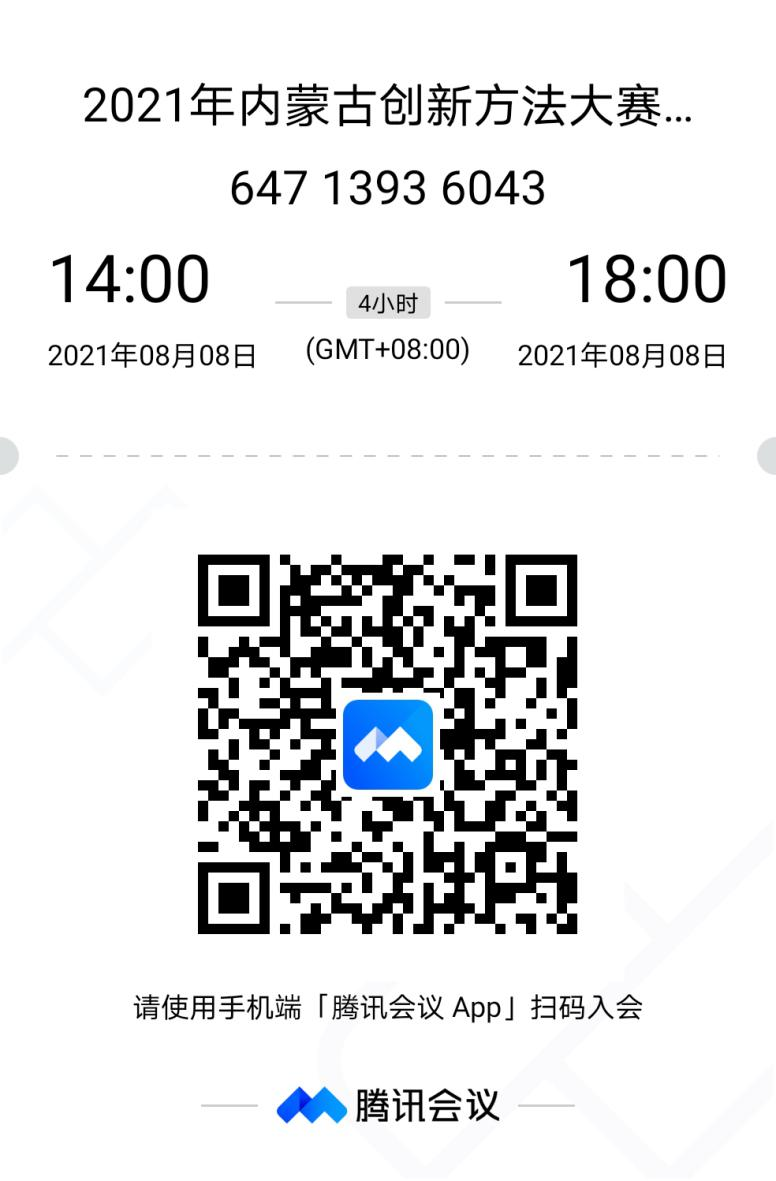 2021年内蒙古创新方法大赛...
647 1393 6043
14:00
4小时
18:00
2021年08月08日
(GMT+08:00)
2021年08月08日
请使用手机端「腾讯会议 App」扫码入会
腾讯会议